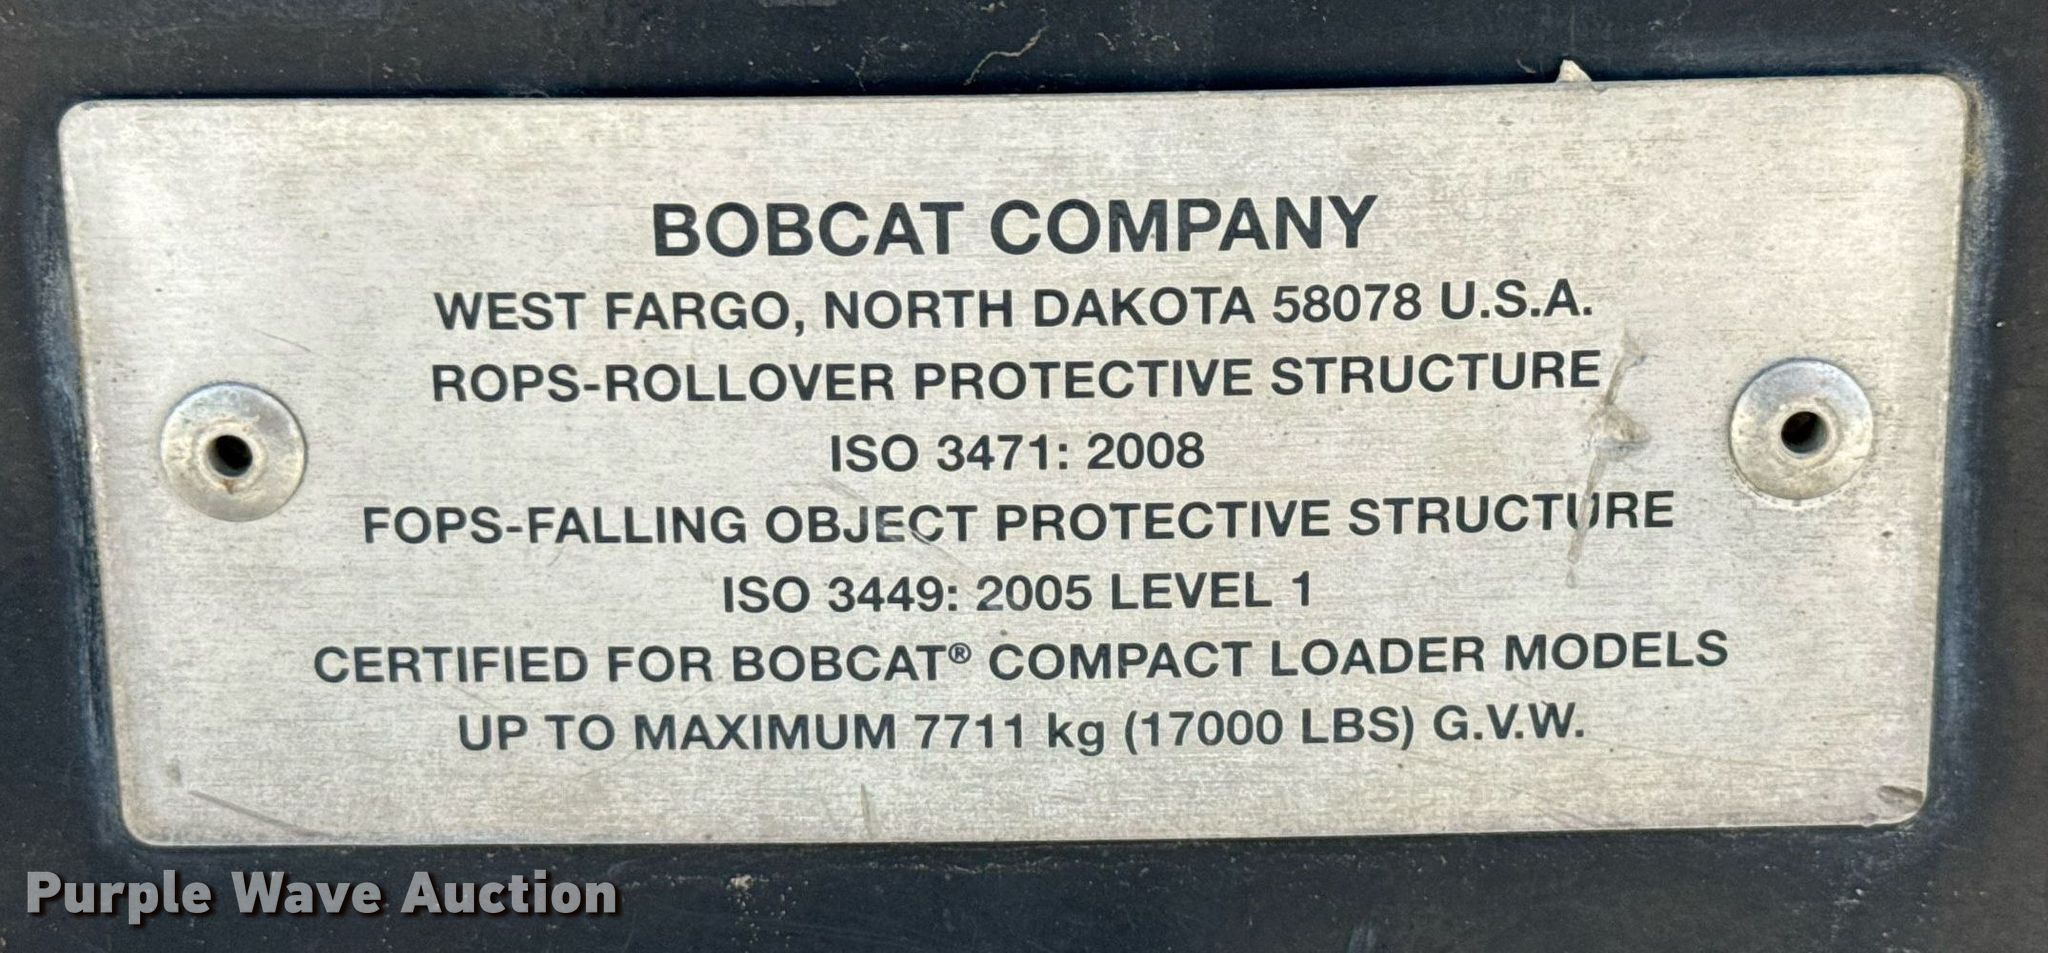 BOBCAT COMPANY
WEST FARGO, NORTH DAKOTA 58078 U.S.A.
ROPS-ROLLOVER PROTECTIVE STRUCTURE
ISO 3471: 2008
FOPS-FALLING OBJECT PROTECTIVE STRUCTURE
ISO 3449: 2005 LEVEL 1
CERTIFIED FOR BOBCAT® COMPACT LOADER MODELS
UP TO MAXIMUM 7711 kg (17000 LBS) G.V.W.
Purple Wave Auction